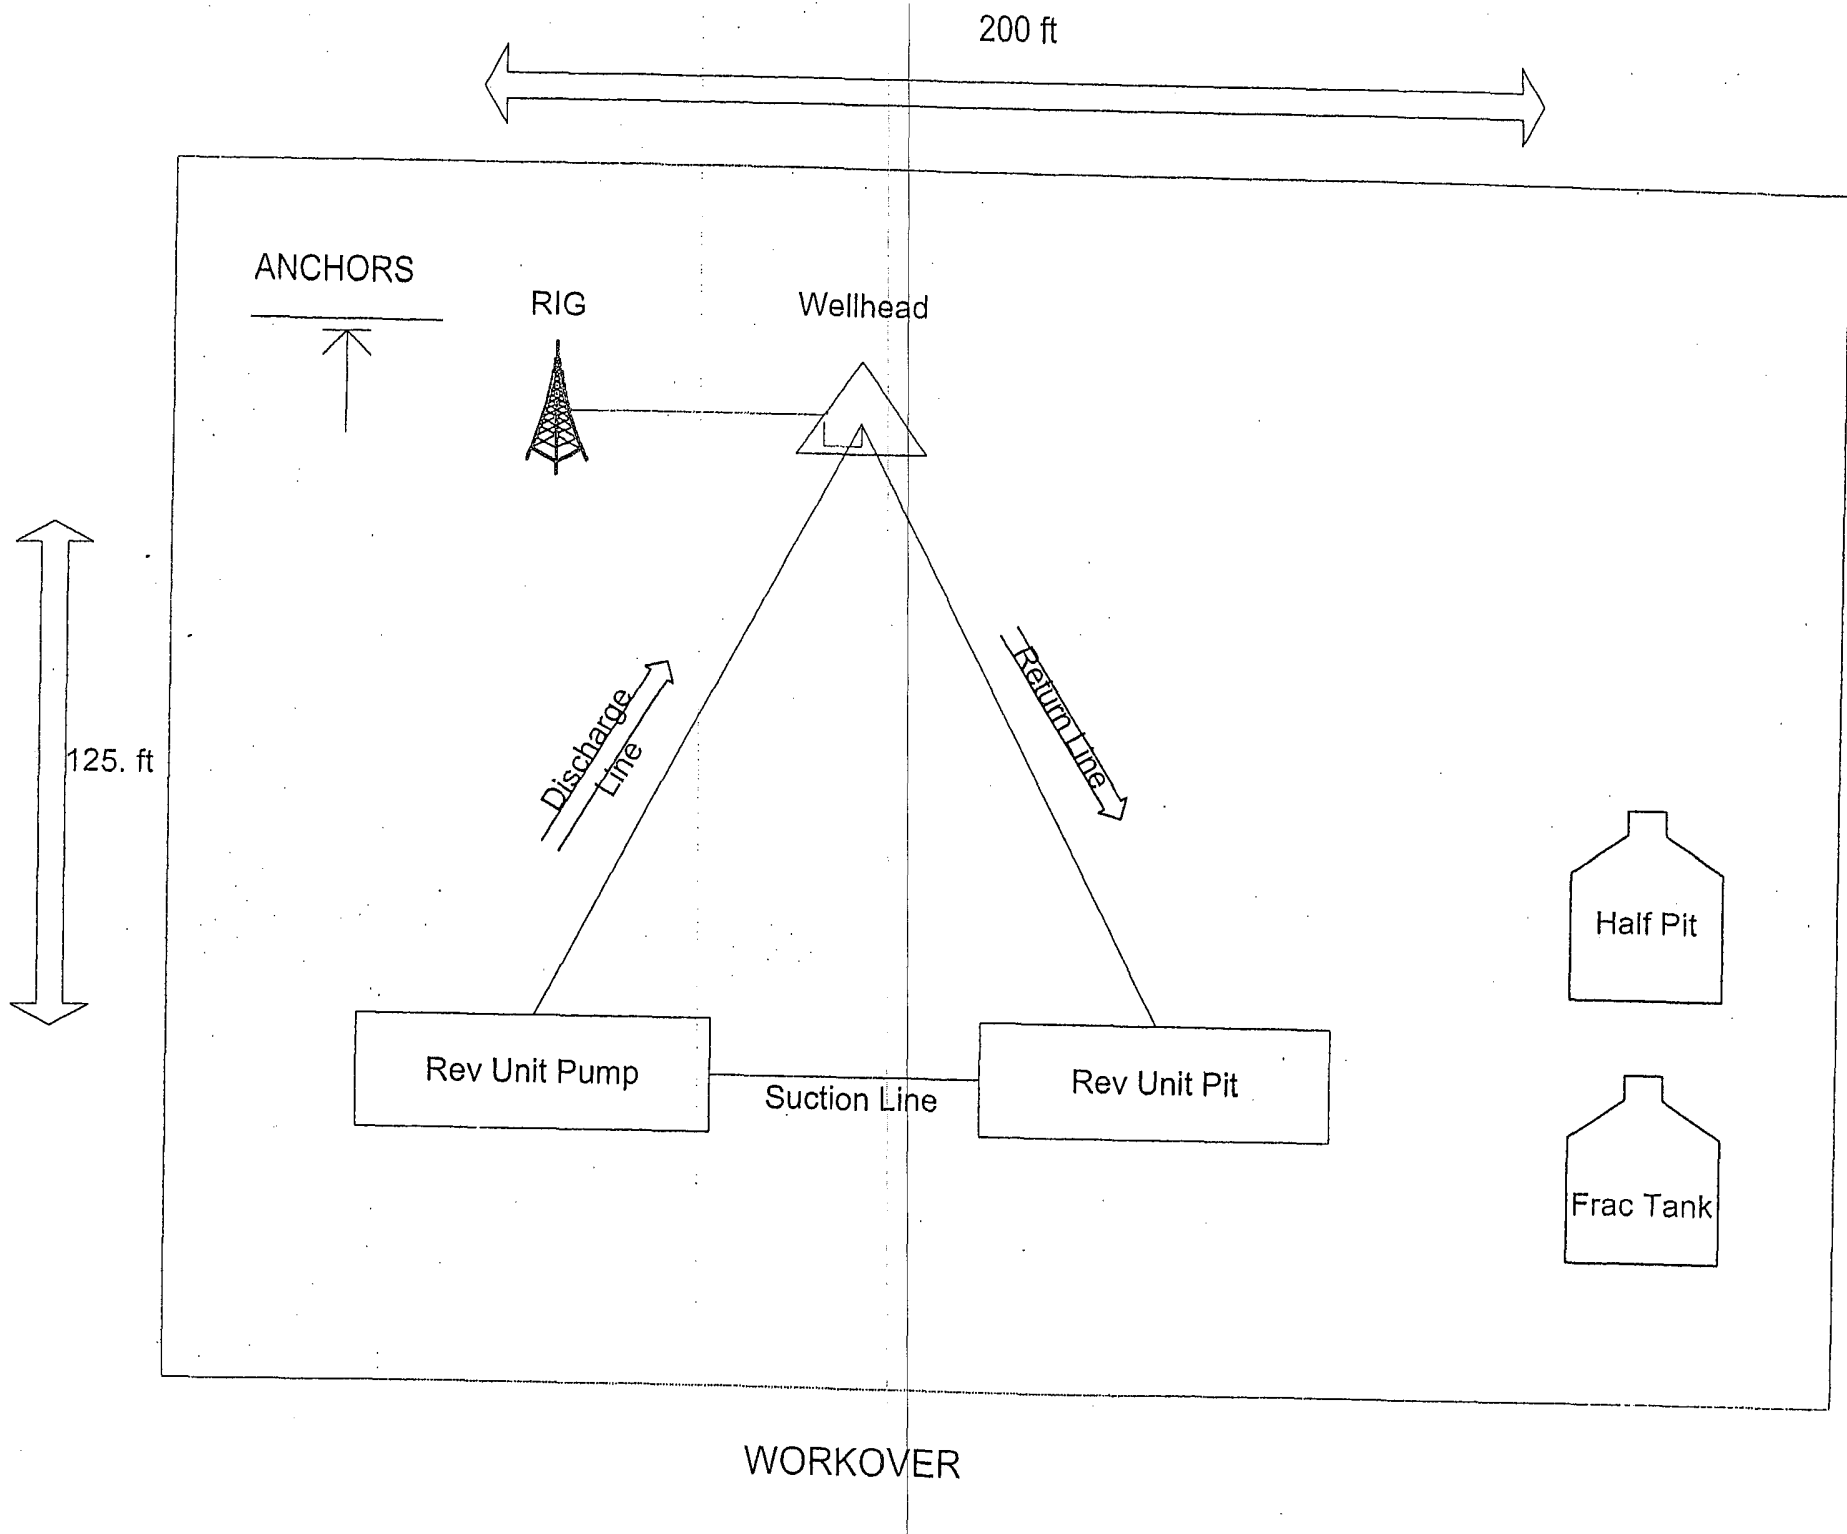 200 ft
ANCHORS
RIG
Wellhead
125. ft
Discharge
Line
Return Line
Half Pit
Rev Unit Pump
Suction Line
Rev Unit Pit
Frac Tank
WORKOVER